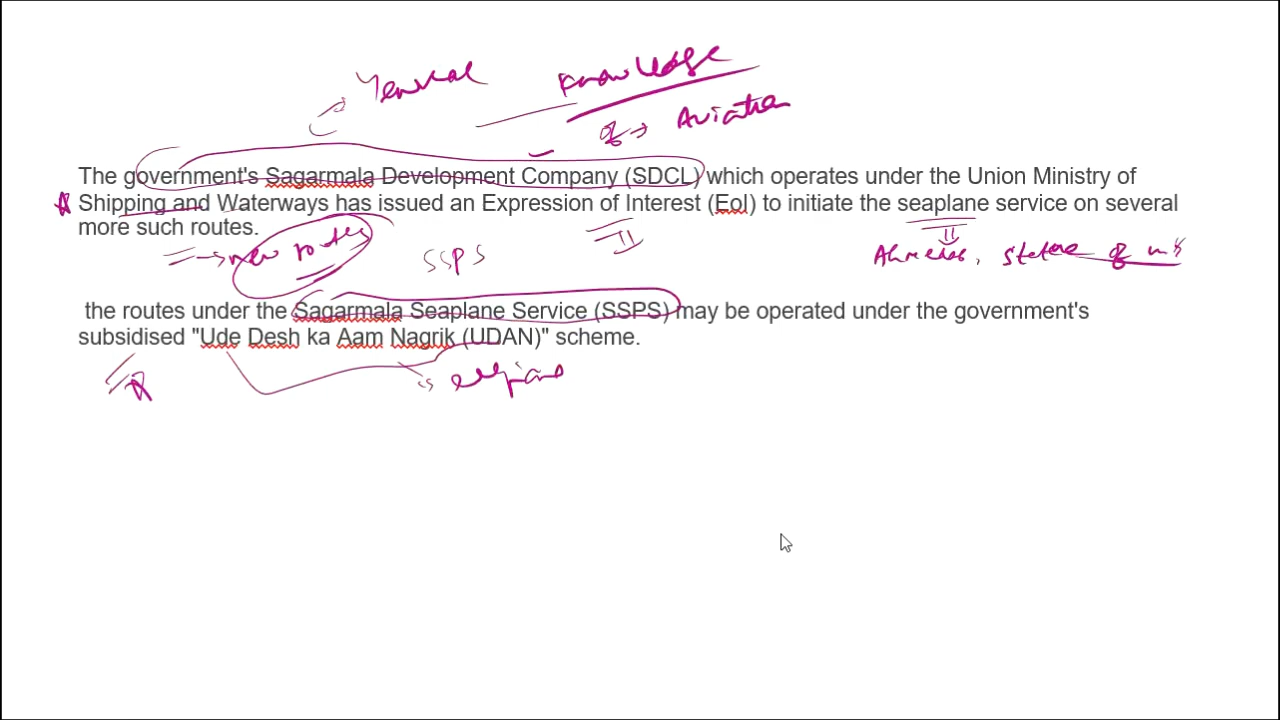 General Knowledge
of → Aviation
The government's Sagarmala Development Company (SDCL) which operates under the Union Ministry of
Shipping and Waterways has issued an Expression of Interest (EoI) to initiate the seaplane service on several
more such routes.
new routes
SSPS
Statue of
the routes under the Sagarmala Seaplane Service (SSPS) may be operated under the government's
subsidised "Ude Desh ka Aam Nagrik (UDAN)" scheme.